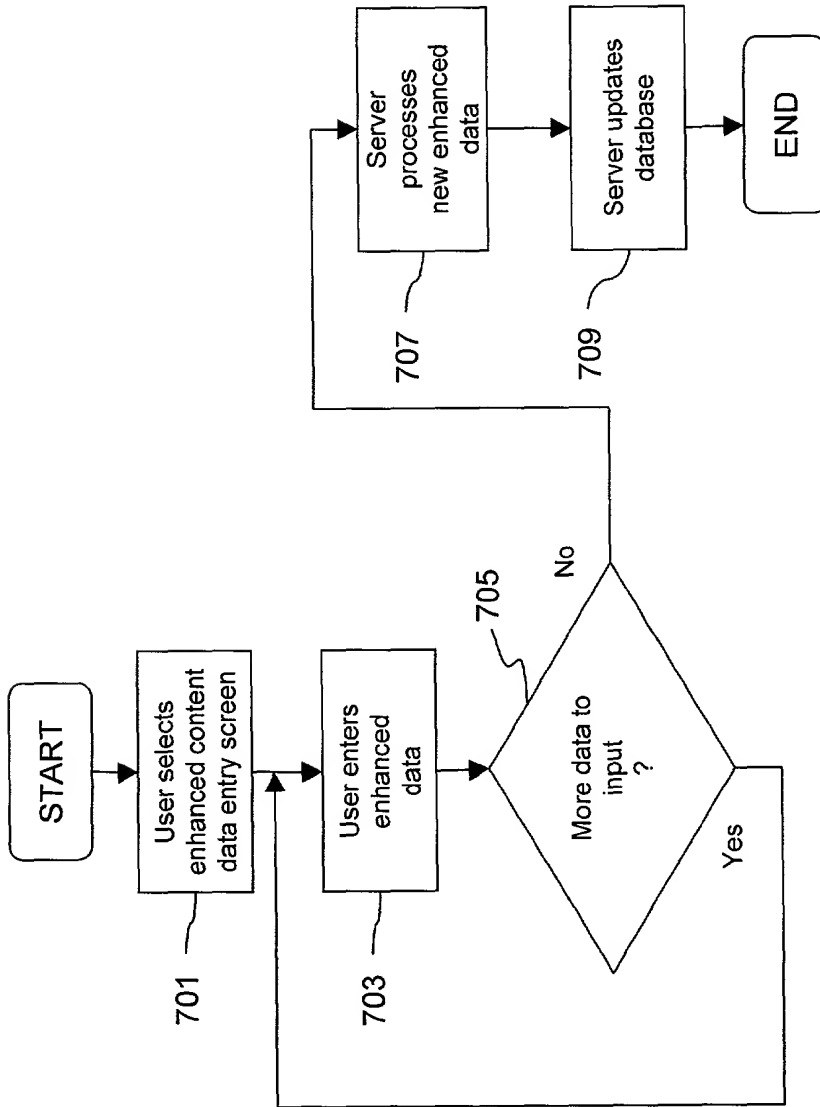 START
User selects
enhanced content
data entry screen
701
User enters
enhanced
data
703
More data to
input
?
705
Yes
No
Server
processes
new enhanced
data
707
Server updates
database
709
END